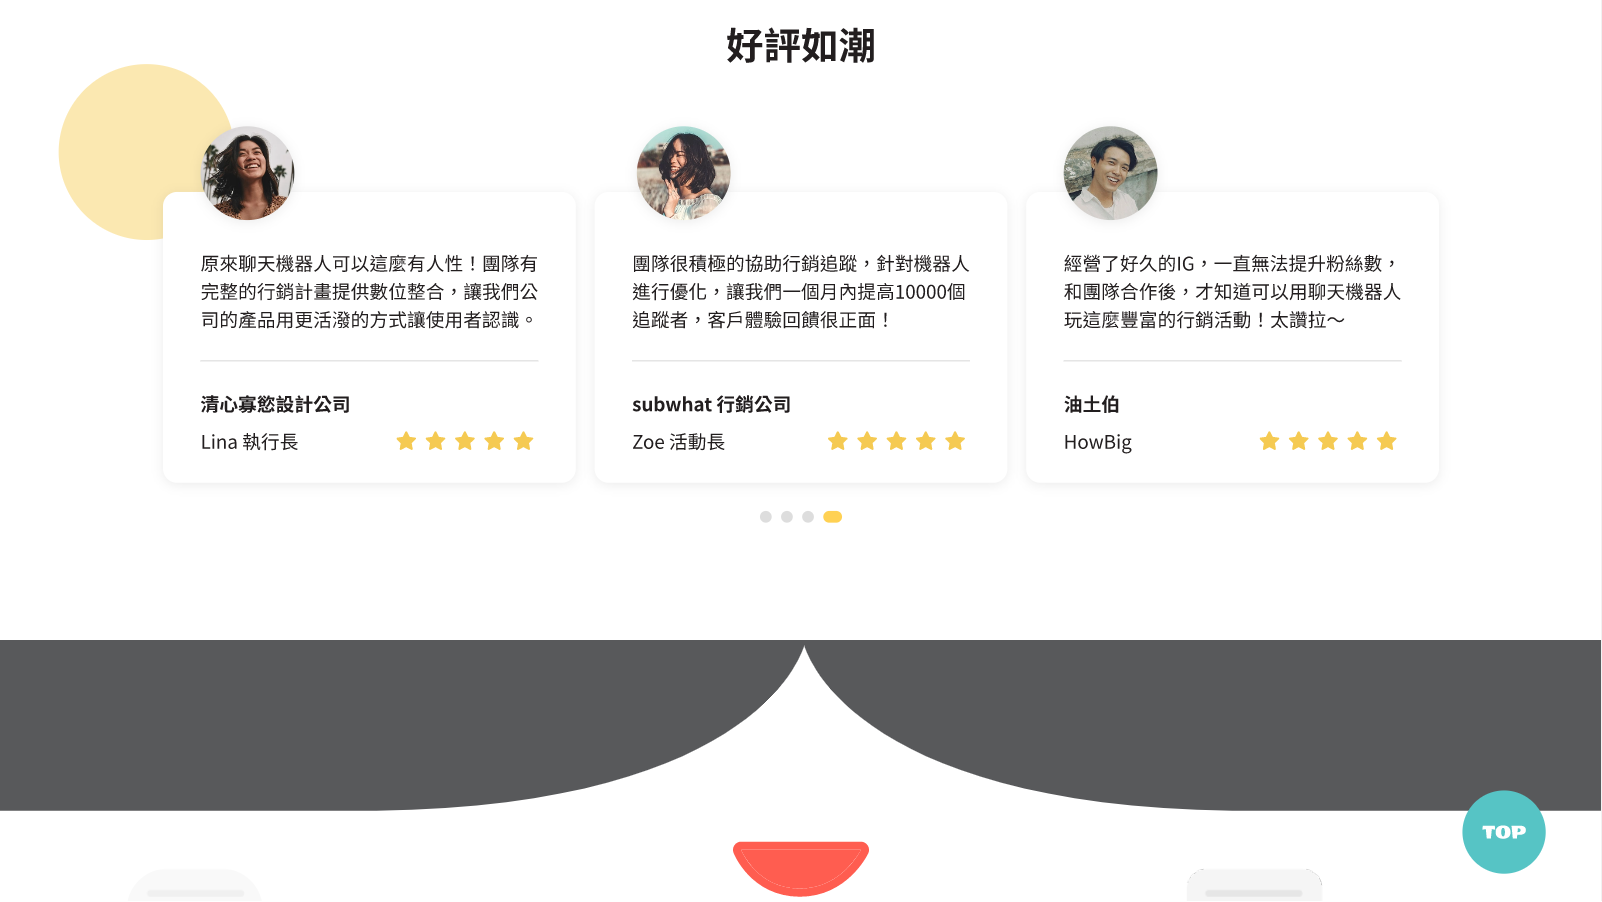 好評如潮
原來聊天機器人可以這麼有人性！團隊有
完整的行銷計畫提供數位整合，讓我們公
司的產品用更活潑的方式讓使用者認識。
清心寡慾設計公司
Lina 執行長
團隊很積極的協助行銷追蹤，針對機器人
進行優化，讓我們一個月內提高10000個
追蹤者，客戶體驗回饋很正面！
subwhat 行銷公司
Zoe 活動長
經營了好久的IG，一直無法提升粉絲數，
和團隊合作後，才知道可以用聊天機器人
玩這麼豐富的行銷活動！太讚拉～
油土伯
HowBig
TOP